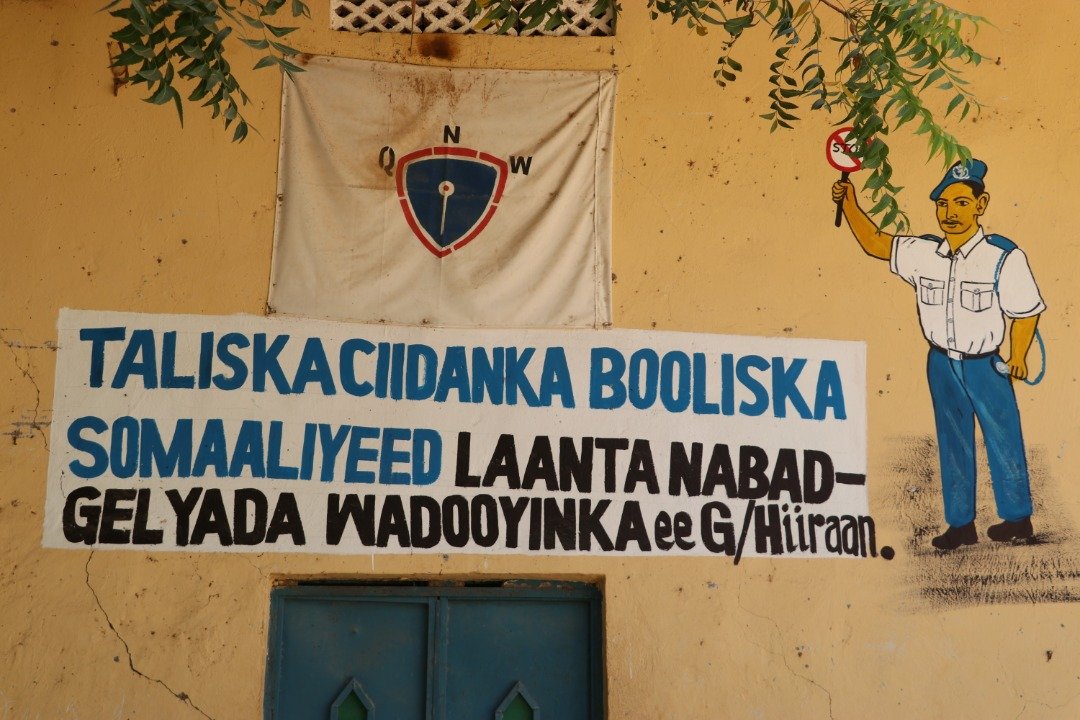 N
Q W
STOP
TALISKA CIIDANKA BOOLISKA
SOMAALIYEED LAANTA NABAD-
GELYADA WADOOYINKA ee G/Hiiraan.